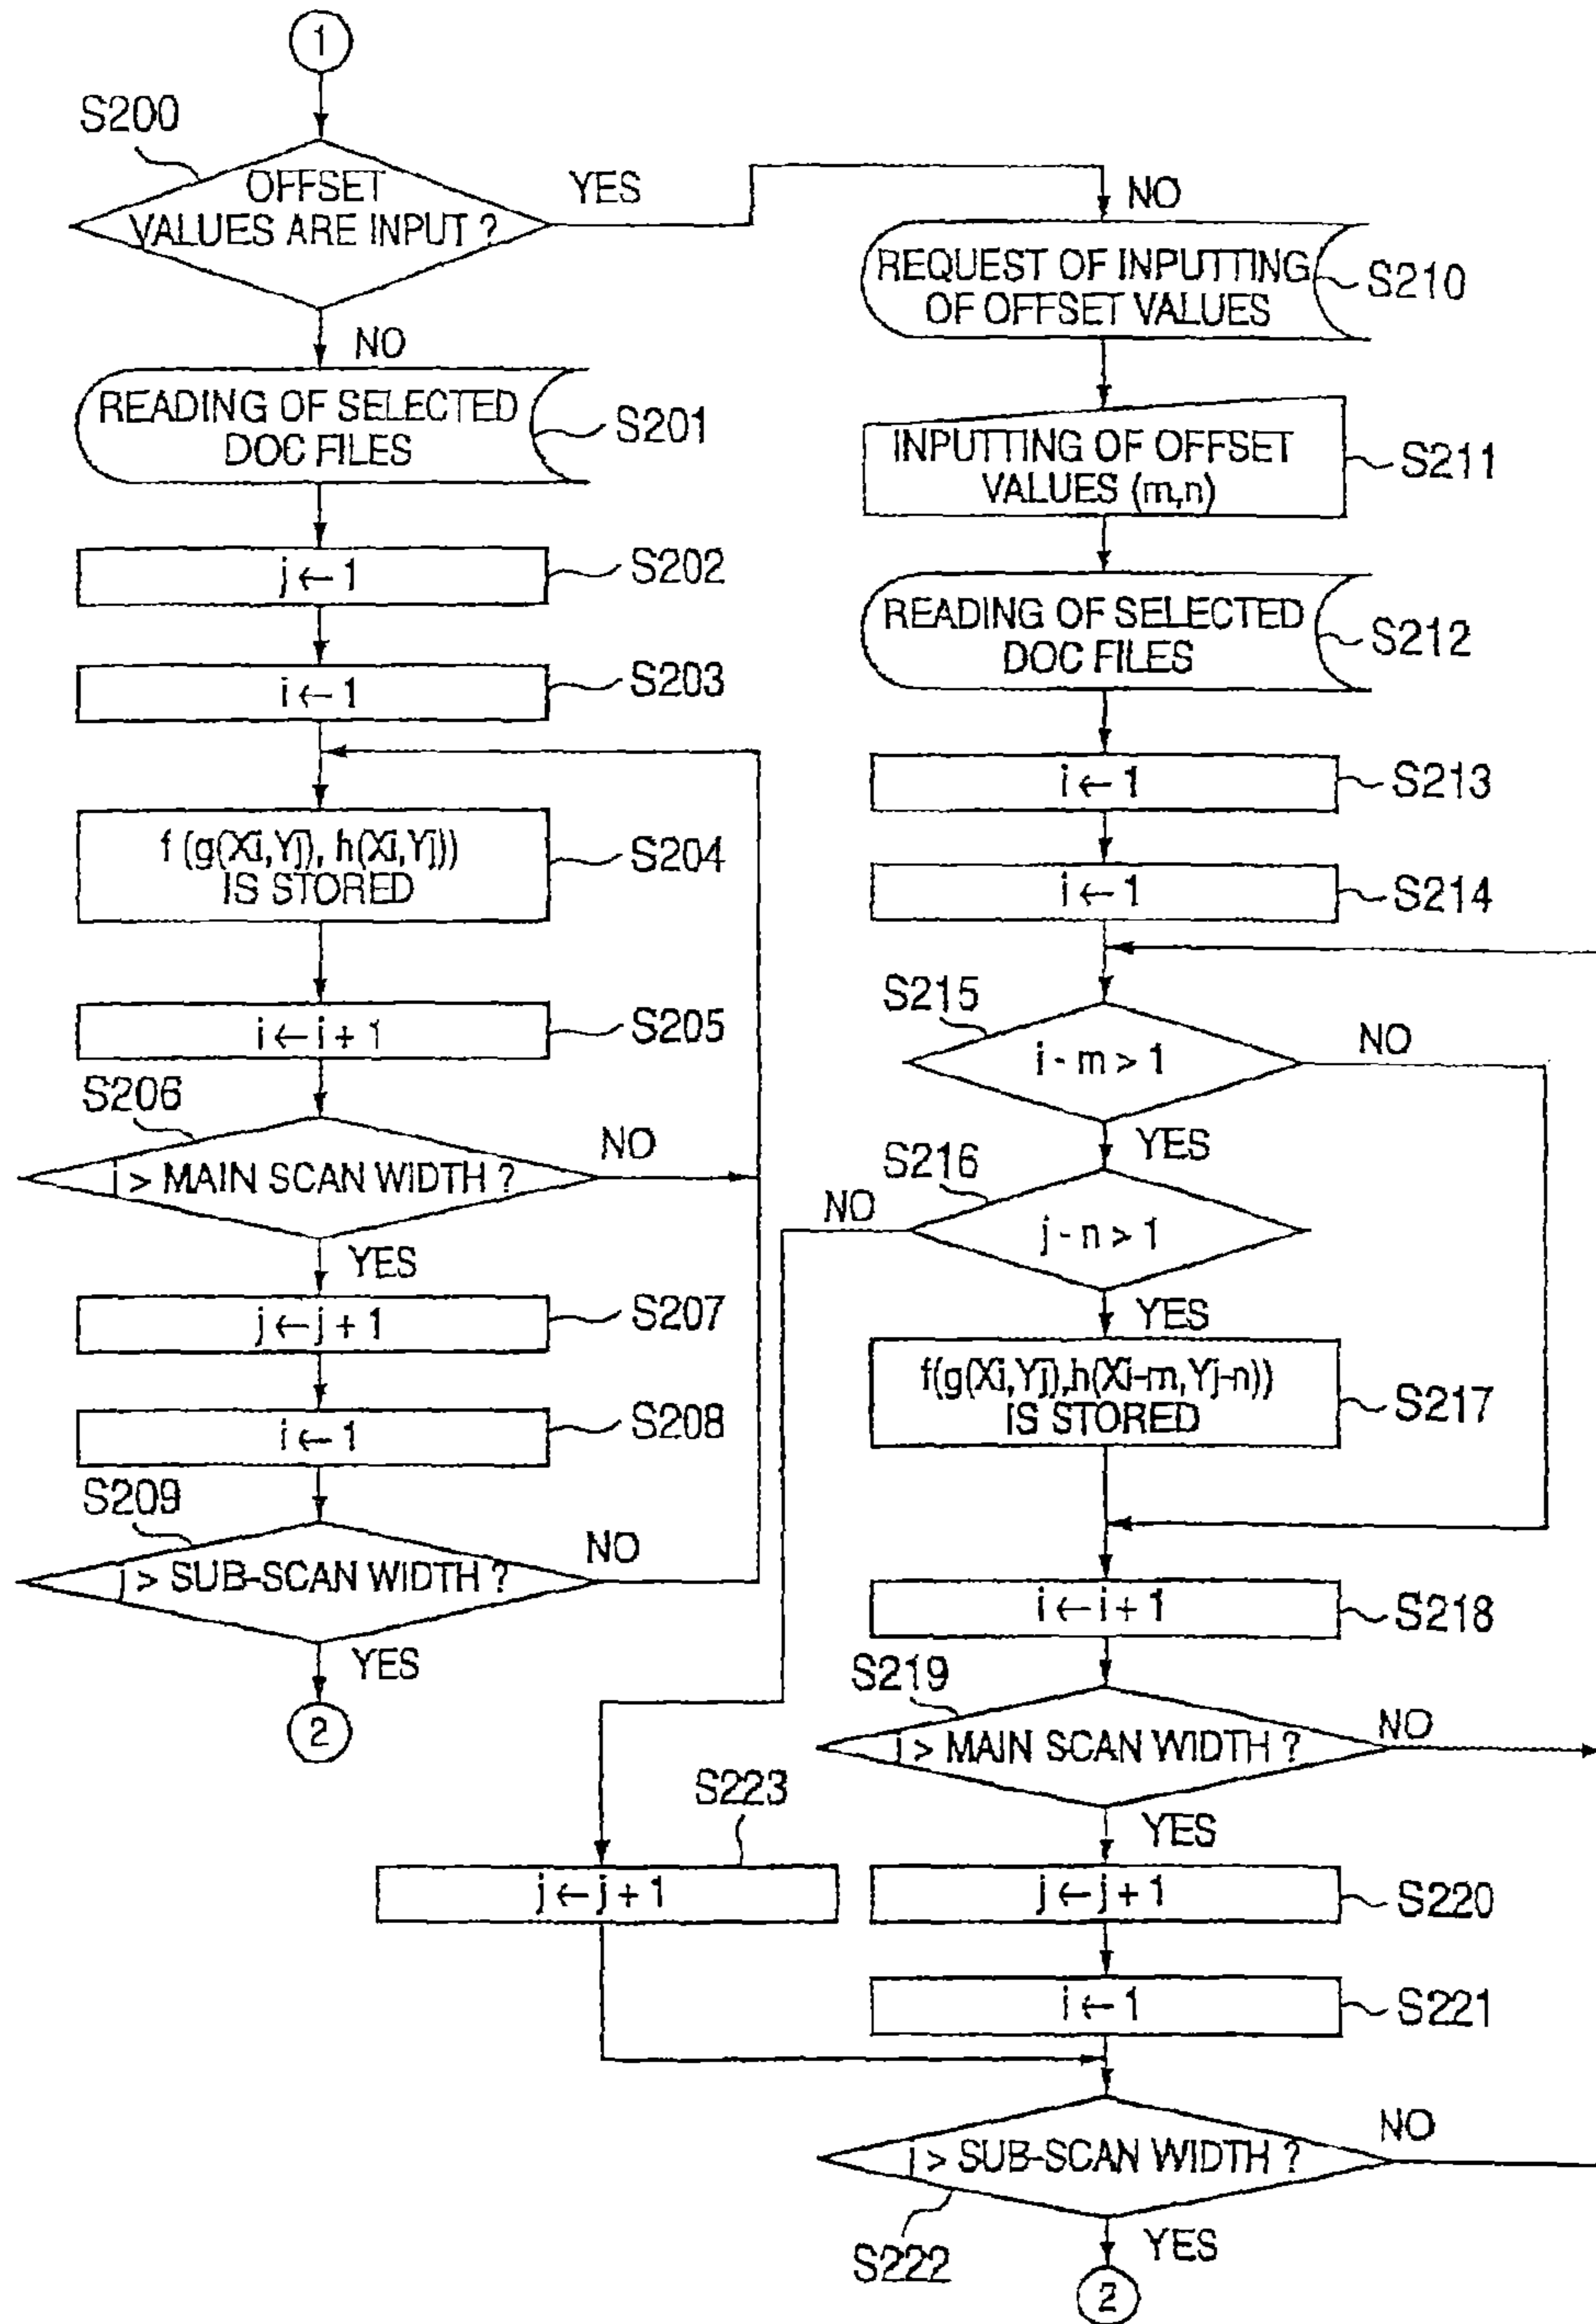 1
S200
OFFSET
VALUES ARE INPUT ?
YES
NO
READING OF SELECTED
DOC FILES
S201
j ← 1
S202
i ← 1
S203
f (g(Xi,Yj), h(Xi,Yj))
IS STORED
S204
i ← i + 1
S205
S206
i > MAIN SCAN WIDTH ?
NO
YES
j ← j + 1
S207
i ← 1
S208
S209
j > SUB-SCAN WIDTH ?
NO
YES
2
NO
REQUEST OF INPUTTING
OF OFFSET VALUES
S210
INPUTTING OF OFFSET
VALUES (m,n)
S211
READING OF SELECTED
DOC FILES
S212
i ← 1
S213
i ← 1
S214
S215
i - m > 1
NO
YES
S216
NO
j - n > 1
YES
f(g(Xi,Yj),h(Xi-m,Yj-n))
IS STORED
S217
i ← i + 1
S218
S219
i > MAIN SCAN WIDTH ?
NO
YES
S223
j ← j + 1
j ← j + 1
S220
i ← 1
S221
j > SUB-SCAN WIDTH ?
NO
S222
YES
2